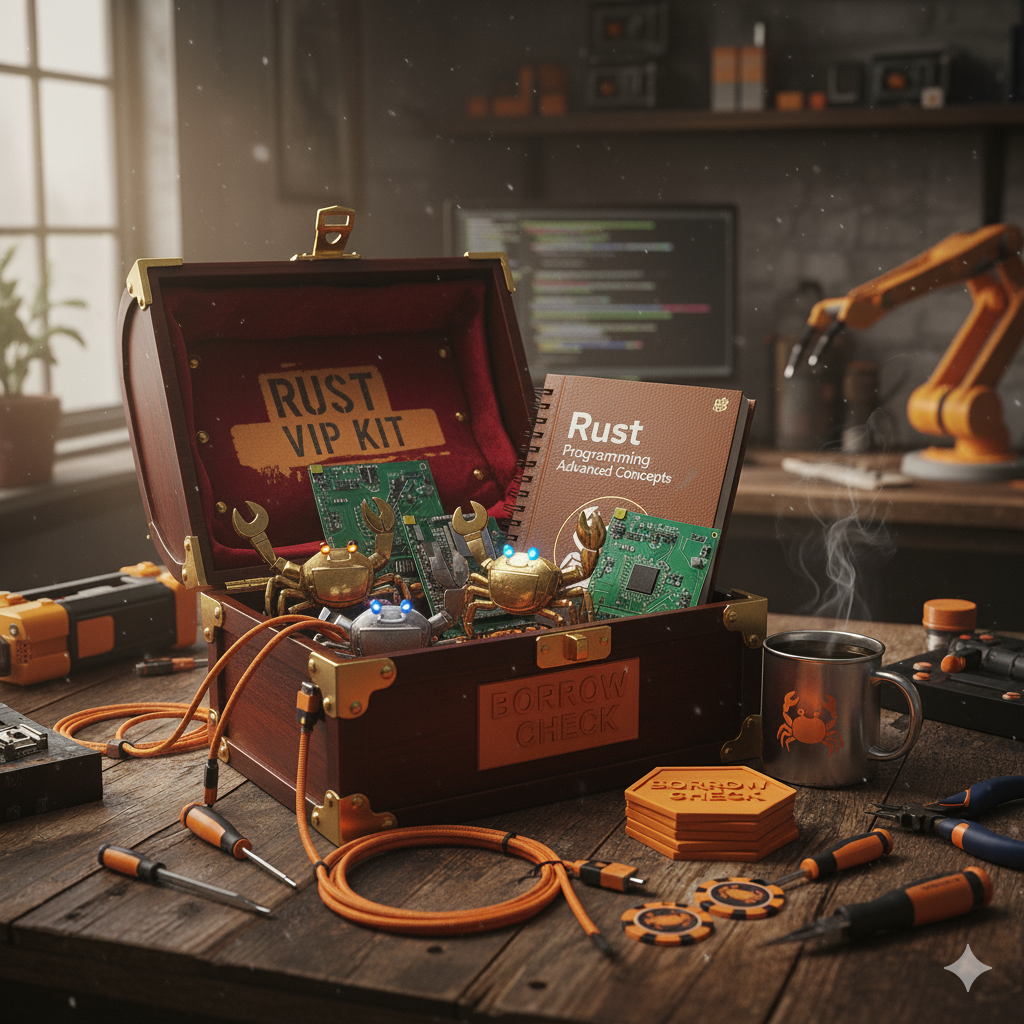 RUST
VIP KIT
Rust
Programming
Advanced Concepts
BORROW
CHECK
BORROW
CHECK